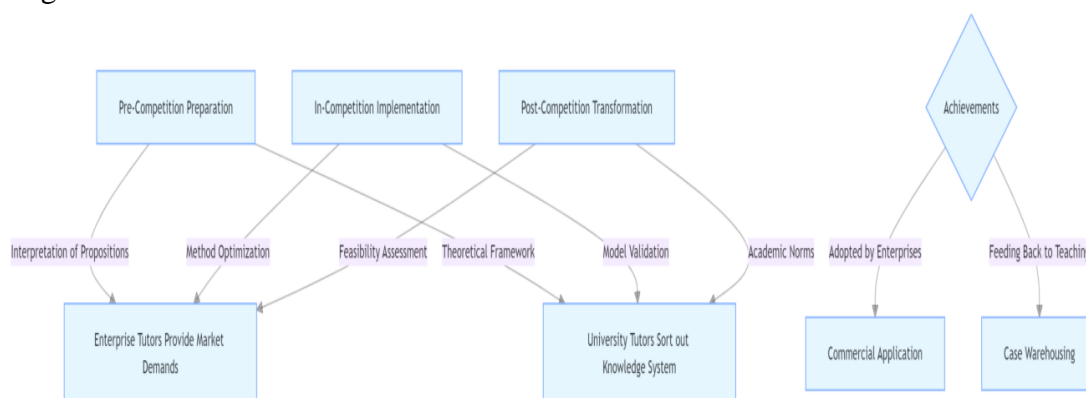 Pre-Competition Preparation
In-Competition Implementation
Post-Competition Transformation
Achievements
Interpretation of Propositions
Method Optimization
Feasibility Assessment
Theoretical Framework
Model Validation
Academic Norms
Adopted by Enterprises
Feeding Back to Teaching
Enterprise Tutors Provide Market
Demands
University Tutors Sort out
Knowledge System
Commercial Application
Case Warehousing